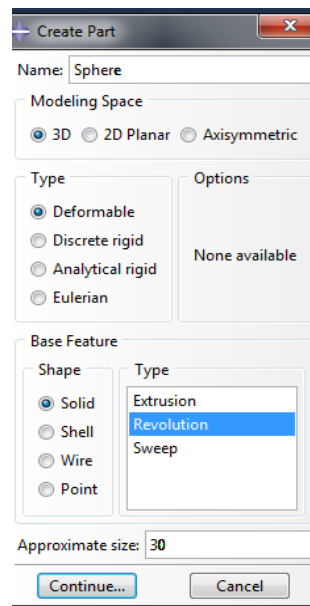 Create Part
Name: Sphere
Modeling Space
3D 2D Planar Axisymmetric
Type
Deformable
Discrete rigid
Analytical rigid
Eulerian
Options
None available
Base Feature
Shape
Solid
Shell
Wire
Point
Type
Extrusion
Revolution
Sweep
Approximate size: 30
Continue... Cancel